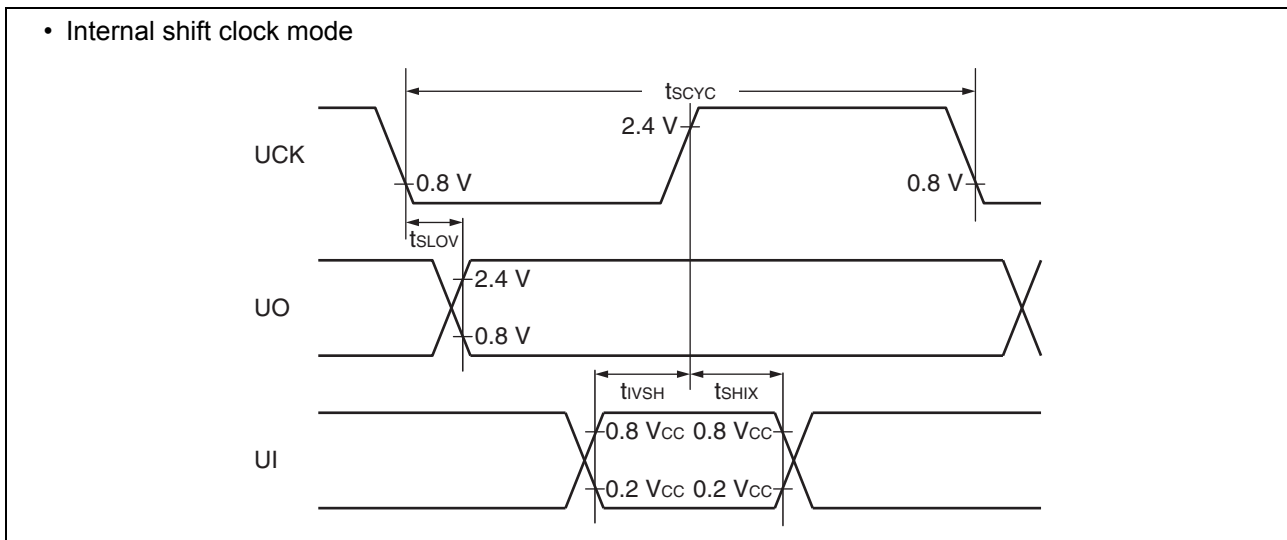 • Internal shift clock mode
tSCYC
2.4 V
UCK
0.8 V
0.8 V
tSLOV
2.4 V
UO
0.8 V
tIVSH
tSHIX
0.8 VCC
0.8 VCC
UI
0.2 VCC
0.2 VCC